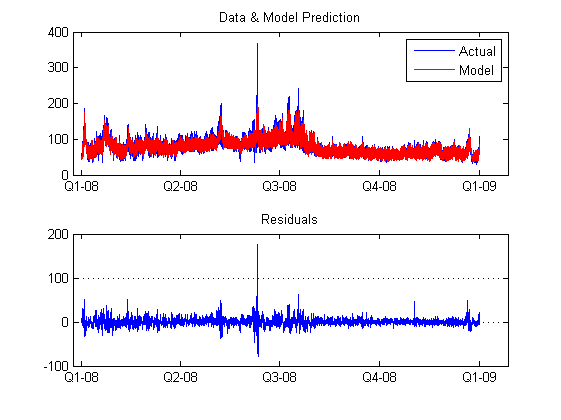 Data & Model Prediction
400
300
200
100
0
Actual
Model
Q1-08 Q2-08 Q3-08 Q4-08 Q1-09
Residuals
200
100
0
-100
Q1-08 Q2-08 Q3-08 Q4-08 Q1-09